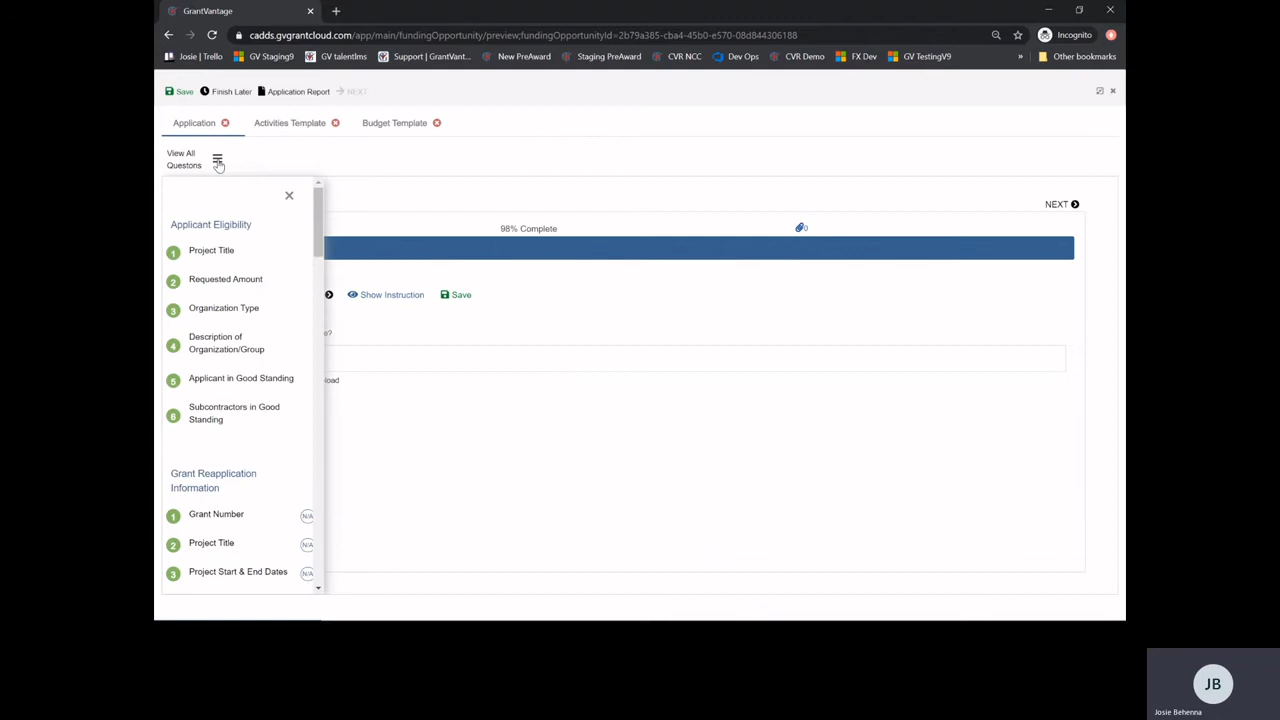 GrantVantage
cadds.gvgrantcloud.com/app/main/fundingOpportunity/preview;fundingOpportunityId=2b79a385-cba4-45b0-e570-08d844306188
Incognito
Josie | Trello
GV Staging9
GV talentlms
Support | GrantVant...
New PreAward
Staging PreAward
CVR NCC
Dev Ops
CVR Demo
FX Dev
GV TestingV9
»
Other bookmarks
Save
Finish Later
Application Report
NEXT
Application
Activities Template
Budget Template
View All
Questons
NEXT
98% Complete
0
Show Instruction
Save
e?
load
Applicant Eligibility
1 Project Title
2 Requested Amount
3 Organization Type
4 Description of
Organization/Group
5 Applicant in Good Standing
6 Subcontractors in Good
Standing
Grant Reapplication
Information
1 Grant Number N/A
2 Project Title N/A
3 Project Start & End Dates N/A
JB
Josie Behenna